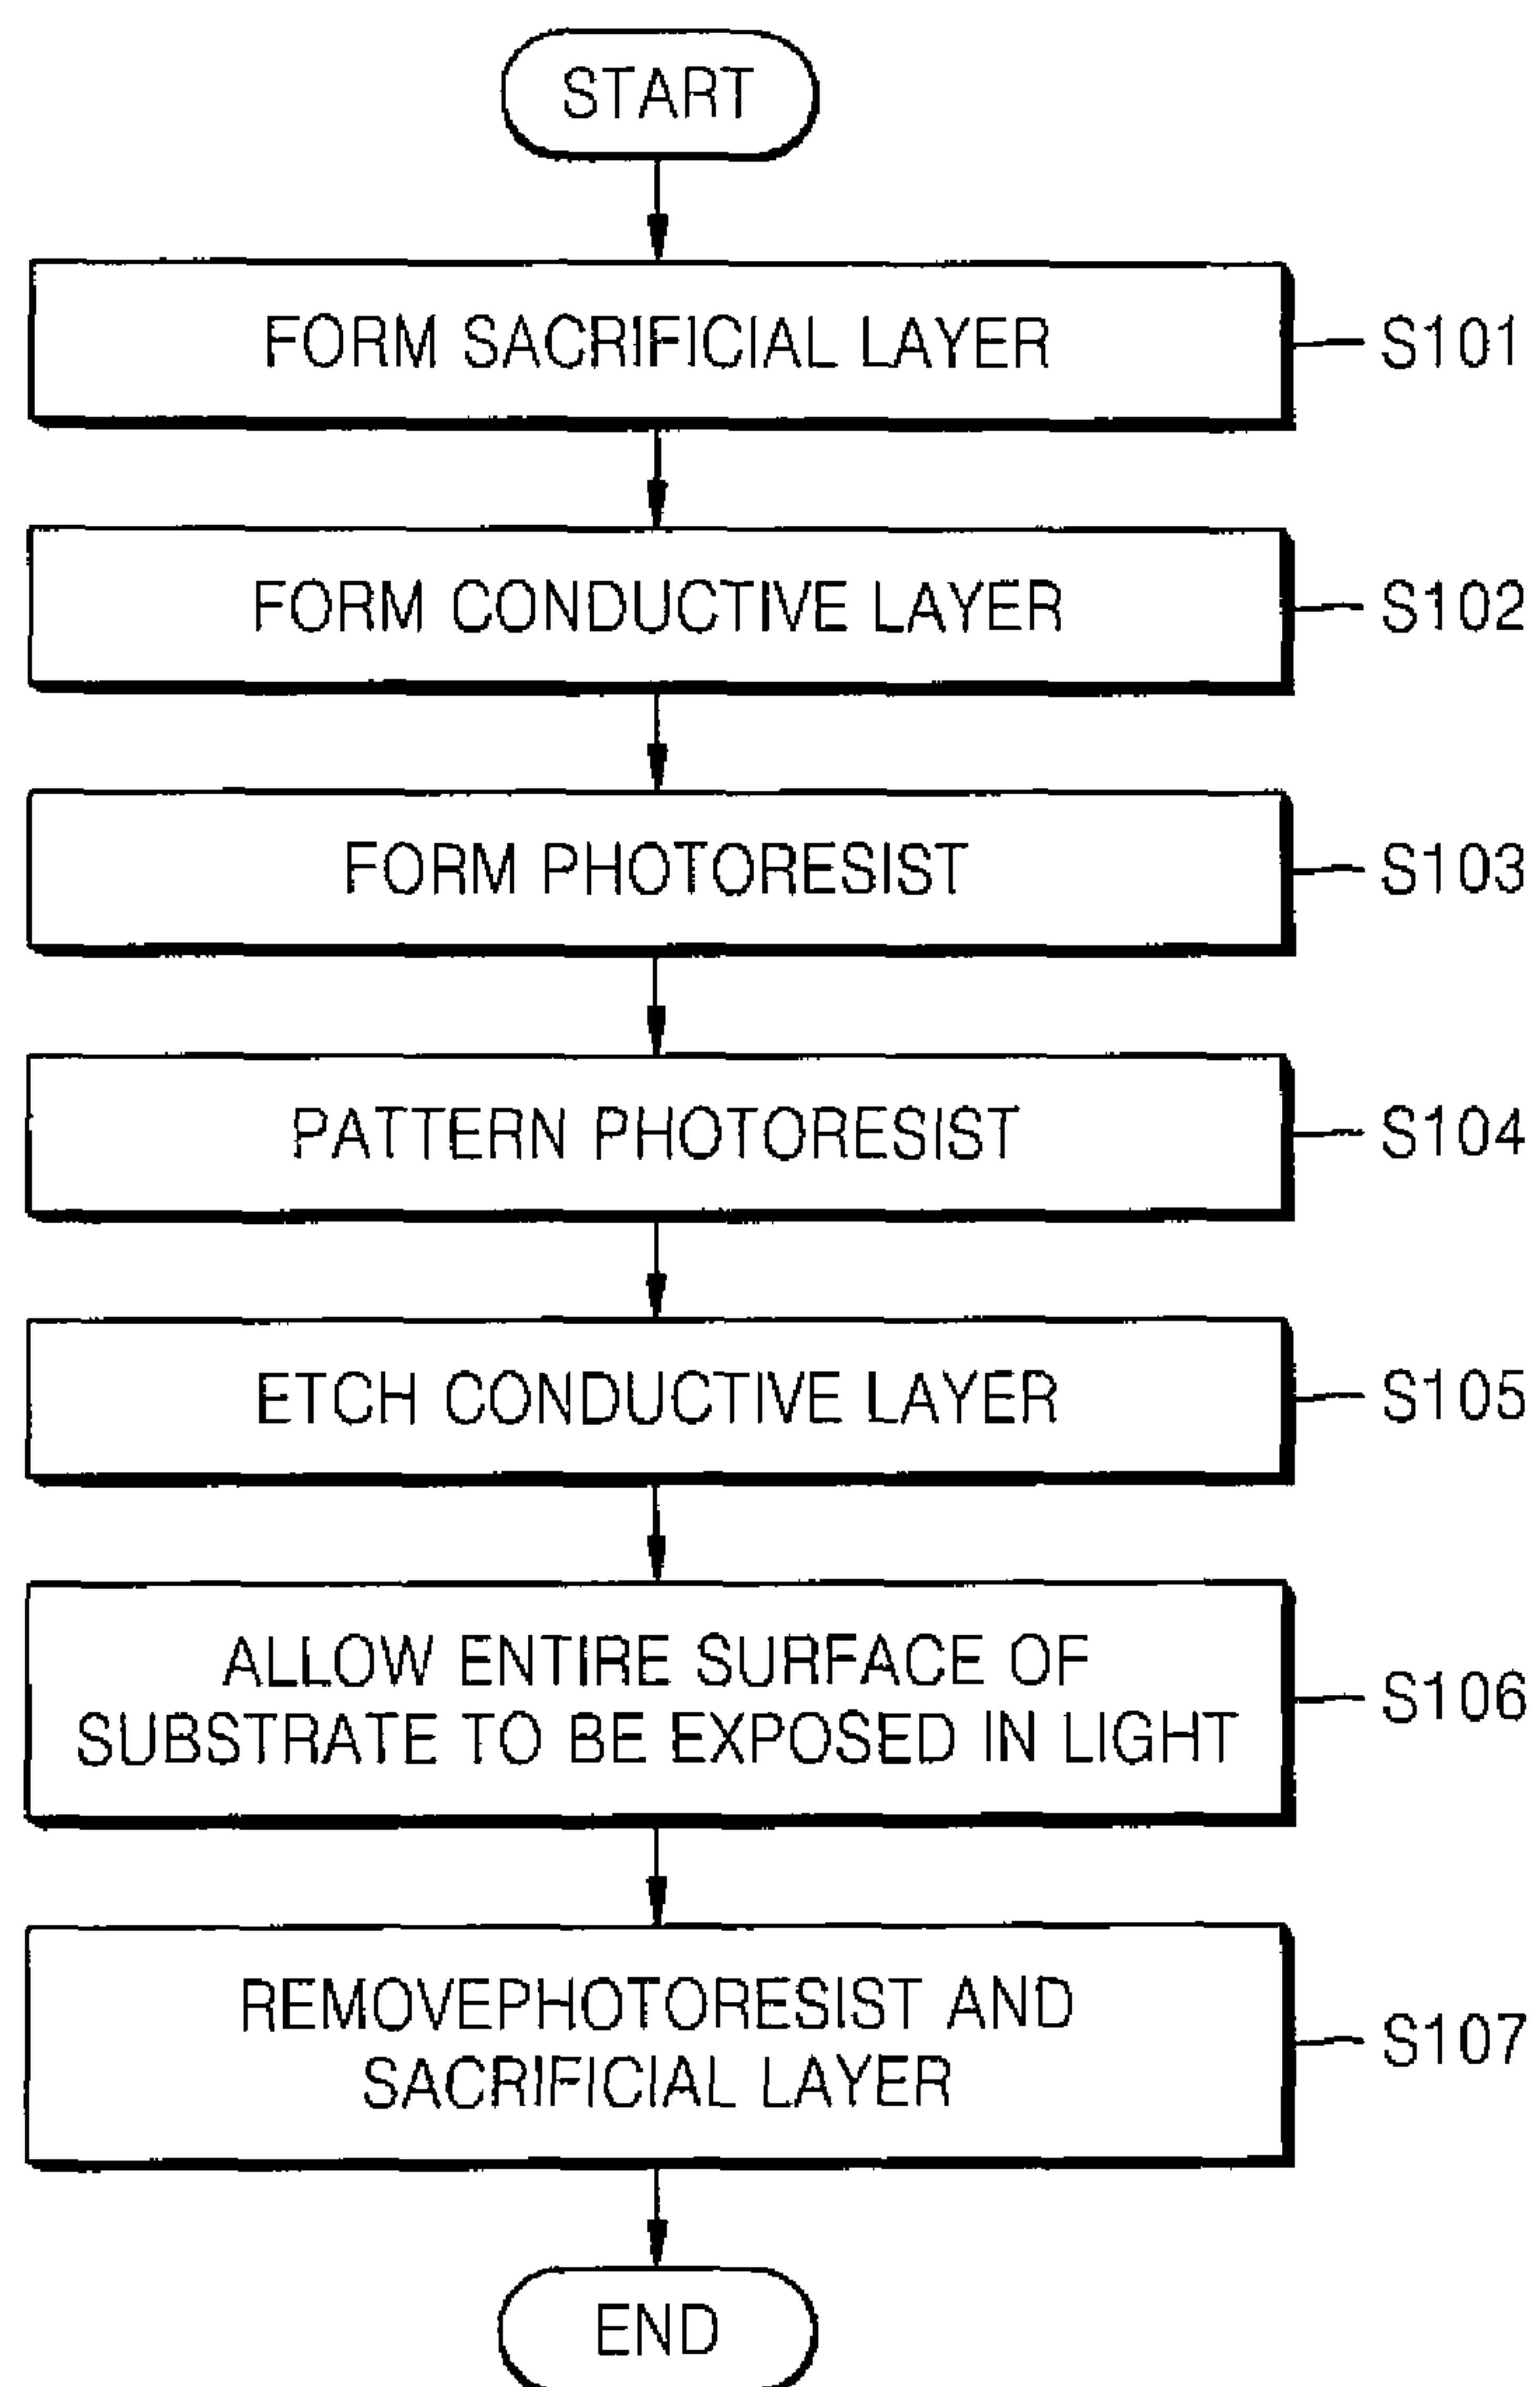 START
FORM SACRIFICIAL LAYER
S101
FORM CONDUCTIVE LAYER
S102
FORM PHOTORESIST
S103
PATTERN PHOTORESIST
S104
ETCH CONDUCTIVE LAYER
S105
ALLOW ENTIRE SURFACE OF
SUBSTRATE TO BE EXPOSED IN LIGHT
S106
REMOVEPHOTORESIST AND
SACRIFICIAL LAYER
S107
END